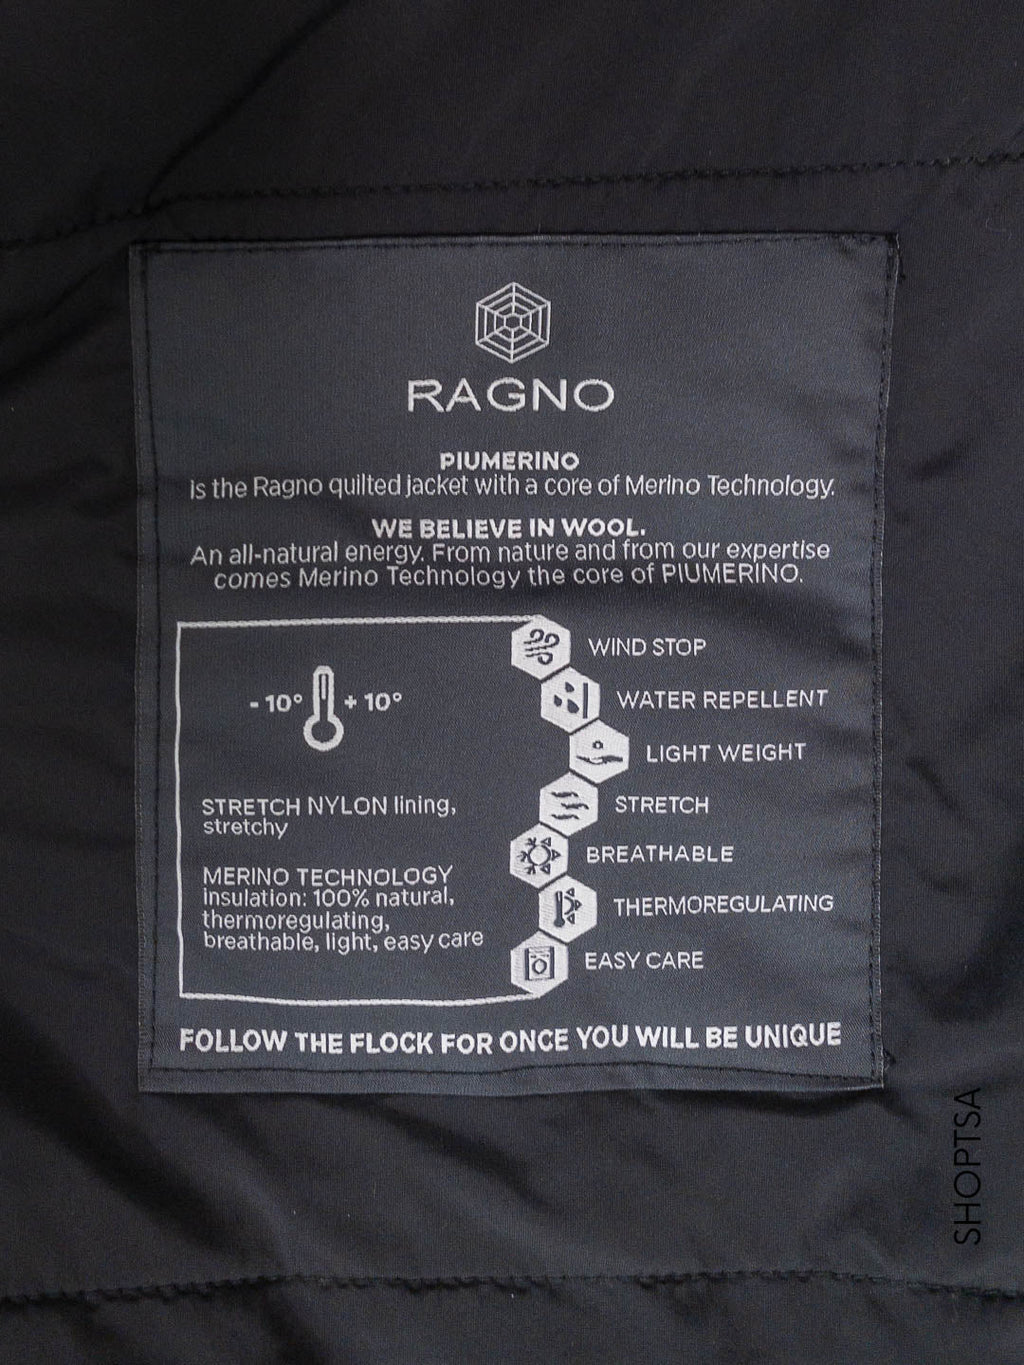 RAGNO
PIUMERINO
is the Ragno quilted jacket with a core of Merino Technology.
WE BELIEVE IN WOOL.
An all-natural energy. From nature and from our expertise
comes Merino Technology the core of PIUMERINO.
- 10° + 10°
STRETCH NYLON lining,
stretchy
MERINO TECHNOLOGY
insulation: 100% natural,
thermoregulating,
breathable, light, easy care
WIND STOP
WATER REPELLENT
LIGHT WEIGHT
STRETCH
BREATHABLE
THERMOREGULATING
EASY CARE
FOLLOW THE FLOCK FOR ONCE YOU WILL BE UNIQUE
SHOPTSA